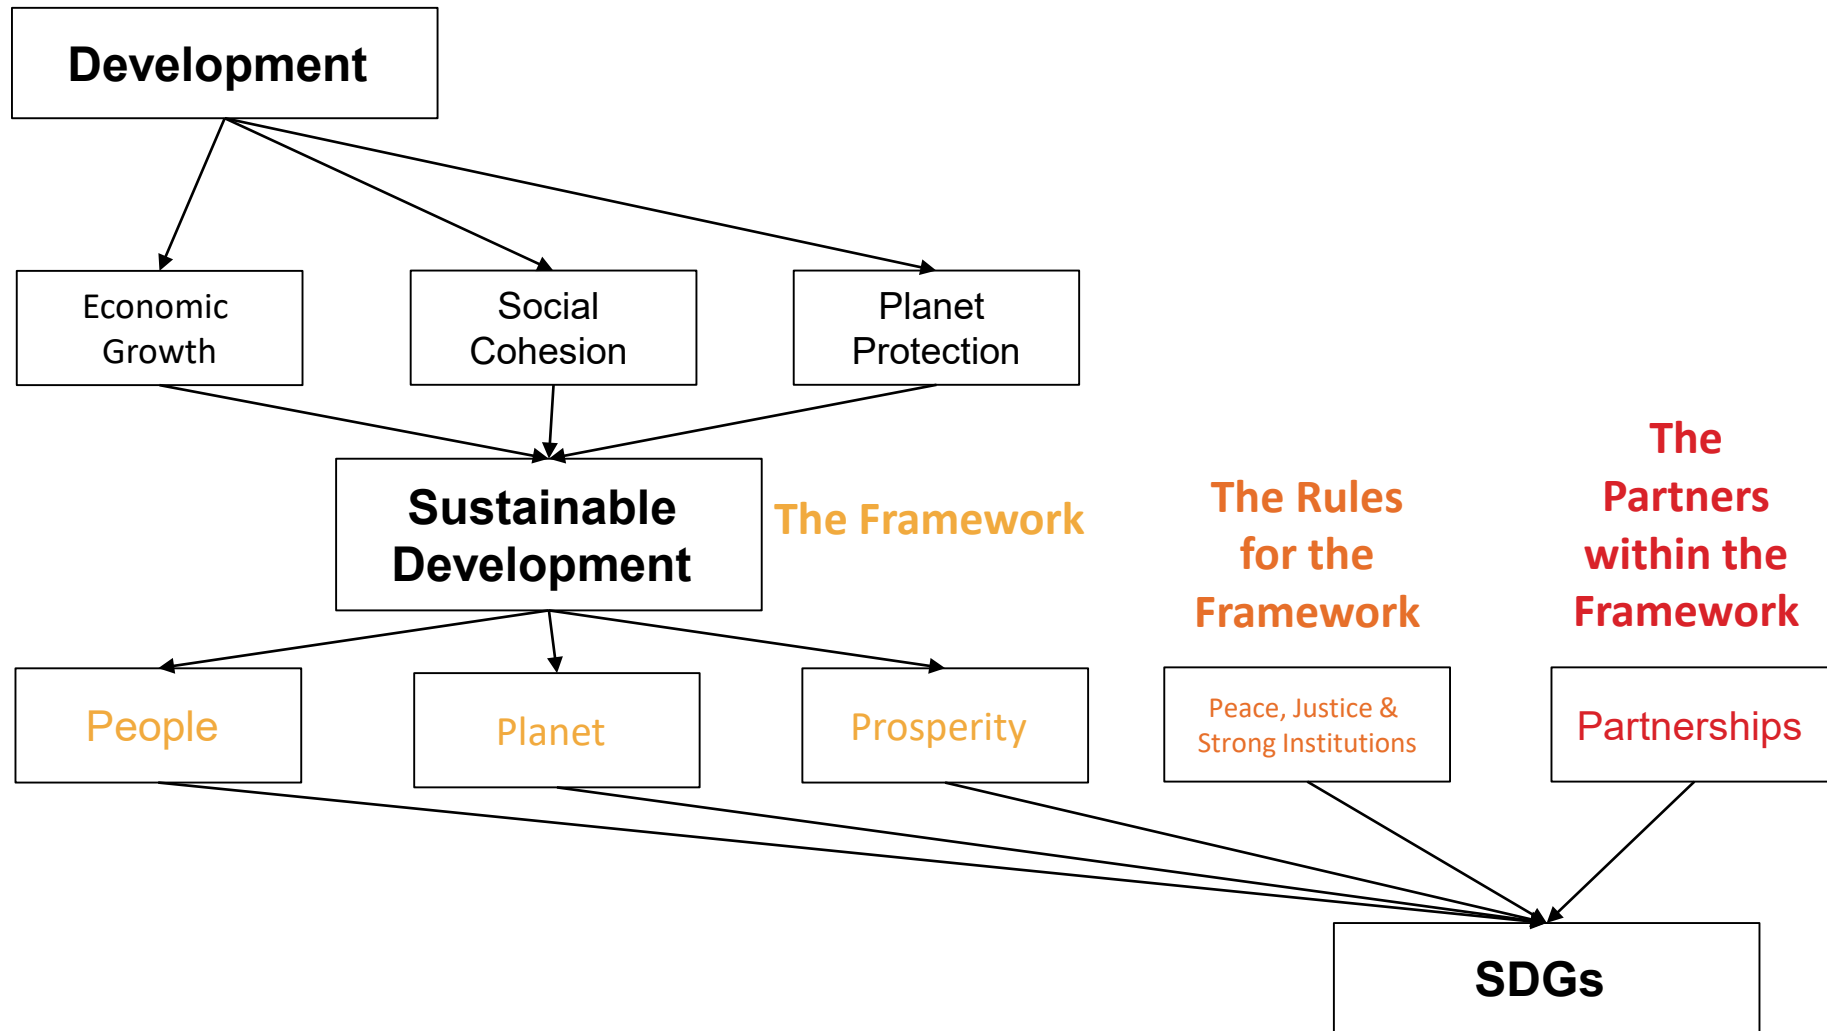 Development
Economic
Growth
Social
Cohesion
Planet
Protection
Sustainable
Development
The Framework
The Rules
for the
Framework
The
Partners
within the
Framework
People
Planet
Prosperity
Peace, Justice &
Strong Institutions
Partnerships
SDGs